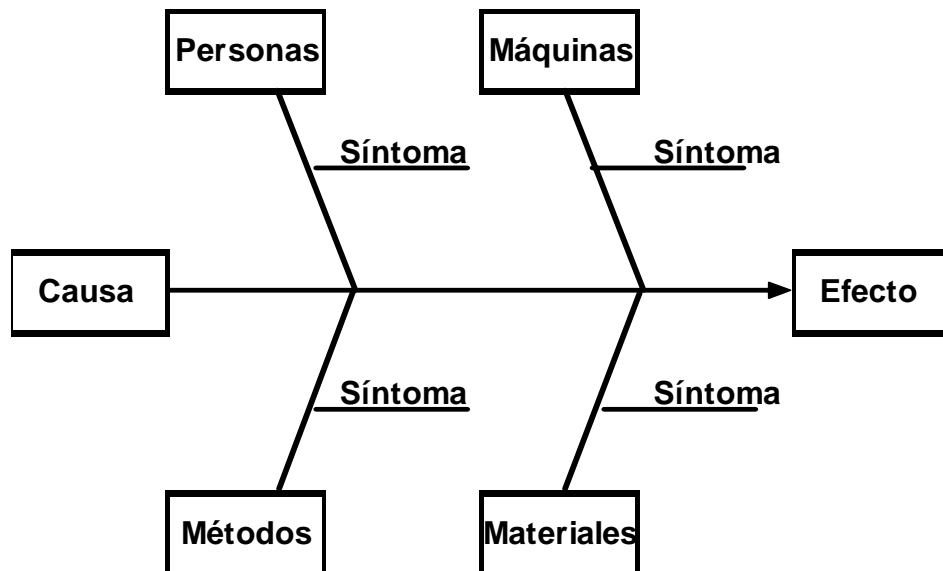 Personas
Máquinas
Síntoma
Síntoma
Causa
Efecto
Síntoma
Síntoma
Métodos
Materiales